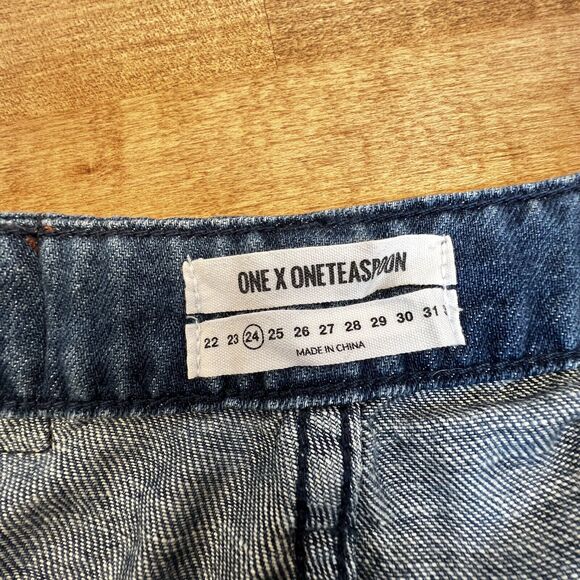 ONE X ONETEASPOON
22 23 24 25 26 27 28 29 30 31
MADE IN CHINA